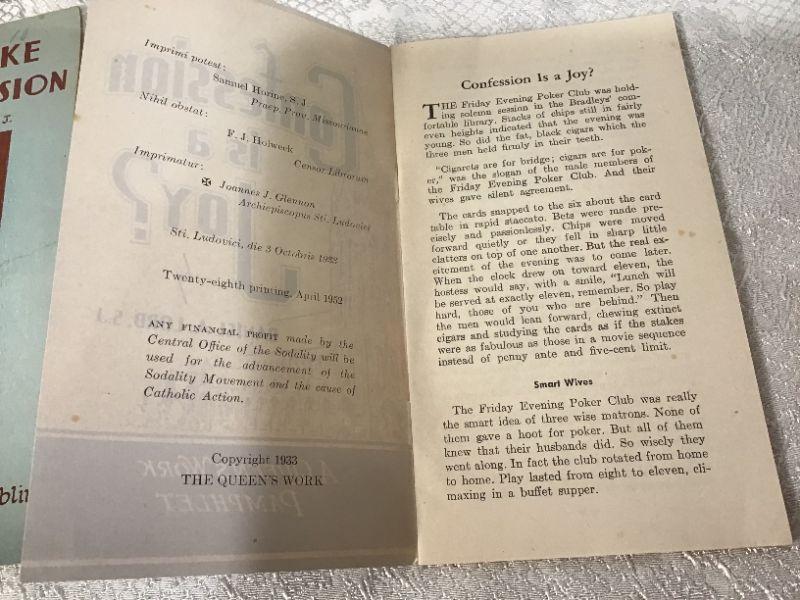 KE
SION
J.
blin
Imprimi potest:
Samuel Horine, S. J.
Praep. Prov. Missourianae
Nihil obstat:
F. J. Holweck
Censor Librorum
Imprimatur:
✠ Joannes J. Glennon
Archiepiscopus Sti. Ludovici
Sti. Ludovici, die 3 Octobris 1933
Twenty-eighth printing, April 1952
ANY FINANCIAL PROFIT made by the
Central Office of the Sodality will be
used for the advancement of the
Sodality Movement and the cause of
Catholic Action.
Copyright 1933
THE QUEEN'S WORK
Confession Is a Joy?
THE Friday Evening Poker Club was hold-
ing solemn session in the Bradleys' com-
fortable library. Stacks of chips still in fairly
even heights indicated that the evening was
young. So did the fat, black cigars which the
three men held firmly in their teeth.
"Cigarets are for bridge; cigars are for pok-
er," was the slogan of the male members of
the Friday Evening Poker Club. And their
wives gave silent agreement.
The cards snapped to the six about the card
table in rapid staccato. Bets were made pre-
cisely and passionlessly. Chips were moved
forward quietly or they fell in sharp little
clatters on top of one another. But the real ex-
citement of the evening was to come later.
When the clock drew on toward eleven, the
hostess would say, with a smile, "Lunch will
be served at exactly eleven, remember. So play
hard, those of you who are behind." Then
the men would lean forward, chewing extinct
cigars and studying the cards as if the stakes
were as fabulous as those in a movie sequence
instead of penny ante and five-cent limit.
Smart Wives
The Friday Evening Poker Club was really
the smart idea of three wise matrons. None of
them gave a hoot for poker. But all of them
knew that their husbands did. So wisely they
went along. In fact the club rotated from home
to home. Play lasted from eight to eleven, cli-
maxing in a buffet supper.